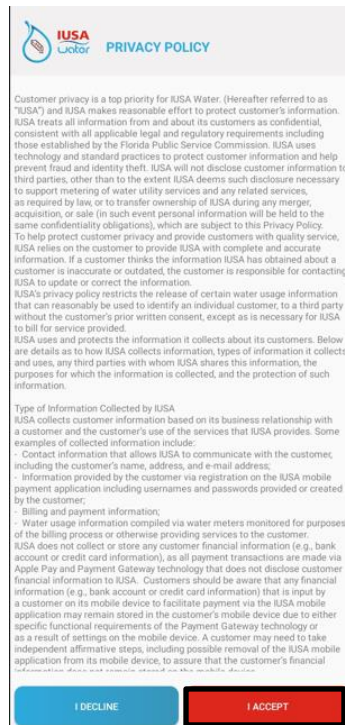 IUSA
water
PRIVACY POLICY
Customer privacy is a top priority for IUSA Water. (Hereafter referred to as
"IUSA") and IUSA makes reasonable effort to protect customer's information.
IUSA treats all information from and about its customers as confidential,
consistent with all applicable legal and regulatory requirements including
those established by the Florida Public Service Commission. IUSA uses
technology and standard practices to protect customer information and help
prevent fraud and identity theft. IUSA will not disclose customer information to
third parties, other than to the extent IUSA deems such disclosure necessary
to support metering of water utility services and any related services,
as required by law, or to transfer ownership of IUSA during any merger,
acquisition, or sale (in such event personal information will be held to the
same confidentiality obligations), which are subject to this Privacy Policy.
To help protect customer privacy and provide customers with quality service,
IUSA relies on the customer to provide IUSA with complete and accurate
information. If a customer thinks the information IUSA has obtained about a
customer is inaccurate or outdated, the customer is responsible for contacting
IUSA to update or correct the information.
IUSA's privacy policy restricts the release of certain water usage information
that can reasonably be used to identify an individual customer, to a third party
without the customer's prior written consent, except as is necessary for IUSA
to bill for service provided.
IUSA uses and protects the information it collects about its customers. Below
are details as to how IUSA collects information, types of information it collects
and uses, any third parties with whom IUSA shares this information, the
purposes for which the information is collected, and the protection of such
information.
Type of Information Collected by IUSA
IUSA collects customer information based on its business relationship with
a customer and the customer's use of the services that IUSA provides. Some
examples of collected information include:
- Contact information that allows IUSA to communicate with the customer,
including the customer's name, address, and e-mail address;
- Information provided by the customer via registration on the IUSA mobile
payment application including usernames and passwords provided or created
by the customer;
- Billing and payment information;
- Water usage information compiled via water meters monitored for purposes
of the billing process or otherwise providing services to the customer.
IUSA does not collect or store any customer financial information (e.g., bank
account or credit card information), as all payment transactions are made via
Apple Pay and Payment Gateway technology that does not disclose customer
financial information to IUSA. Customers should be aware that any financial
information (e.g., bank account or credit card information) that is input by
a customer on its mobile device to facilitate payment via the IUSA mobile
application may remain stored in the customer's mobile device due to either
specific functional requirements of the Payment Gateway technology or
as a result of settings on the mobile device. A customer may need to take
independent affirmative steps, including possible removal of the IUSA mobile
application from its mobile device, to assure that the customer's financial
information does not remain stored on the mobile device
I DECLINE
I ACCEPT